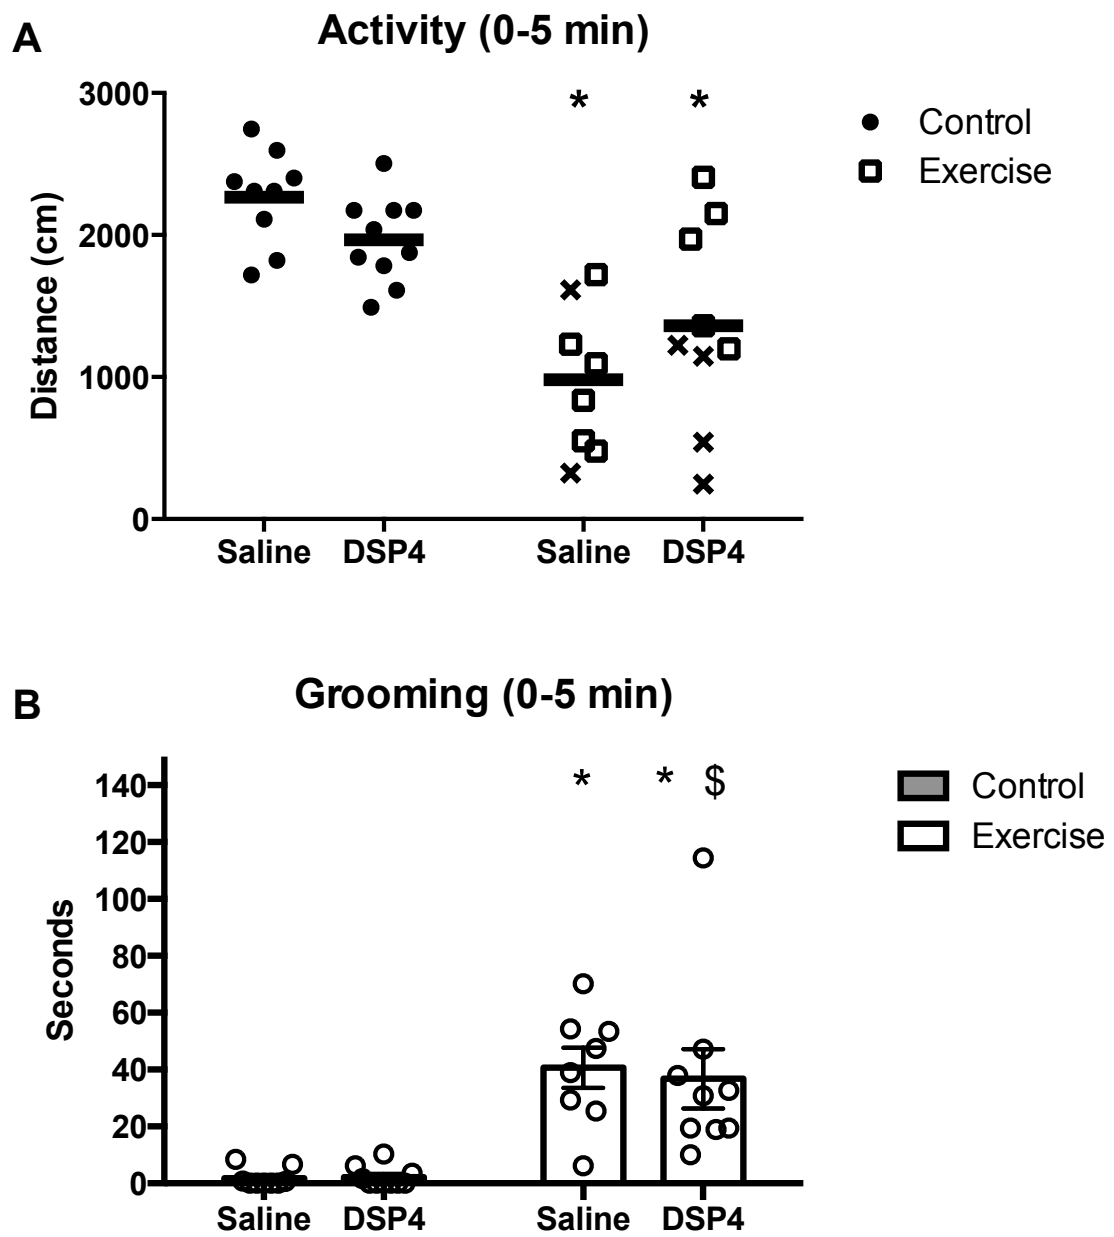 A
Activity (0-5 min)
3000
2000
1000
0
Distance (cm)
* *
Control
Exercise
Saline DSP4 Saline DSP4
B
Grooming (0-5 min)
140
120
100
80
60
40
20
0
Seconds
* * $
Control
Exercise
Saline DSP4 Saline DSP4